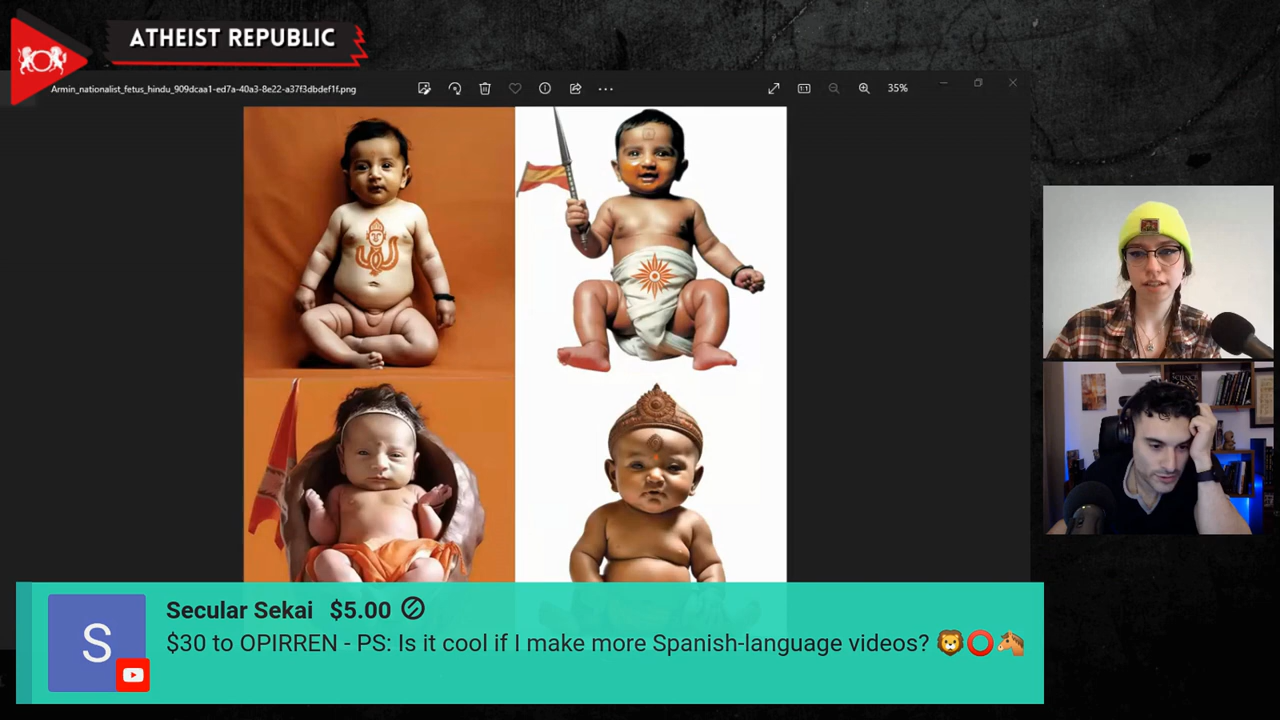 ATHEIST REPUBLIC
Armin_nationalist_fetus_hindu_909dcaa1-ed7a-40a3-8e22-a37f3dbdef1f.png
35%
SCIENCE
S
Secular Sekai $5.00
$30 to OPIRREN - PS: Is it cool if I make more Spanish-language videos? 🦁⭕🐴